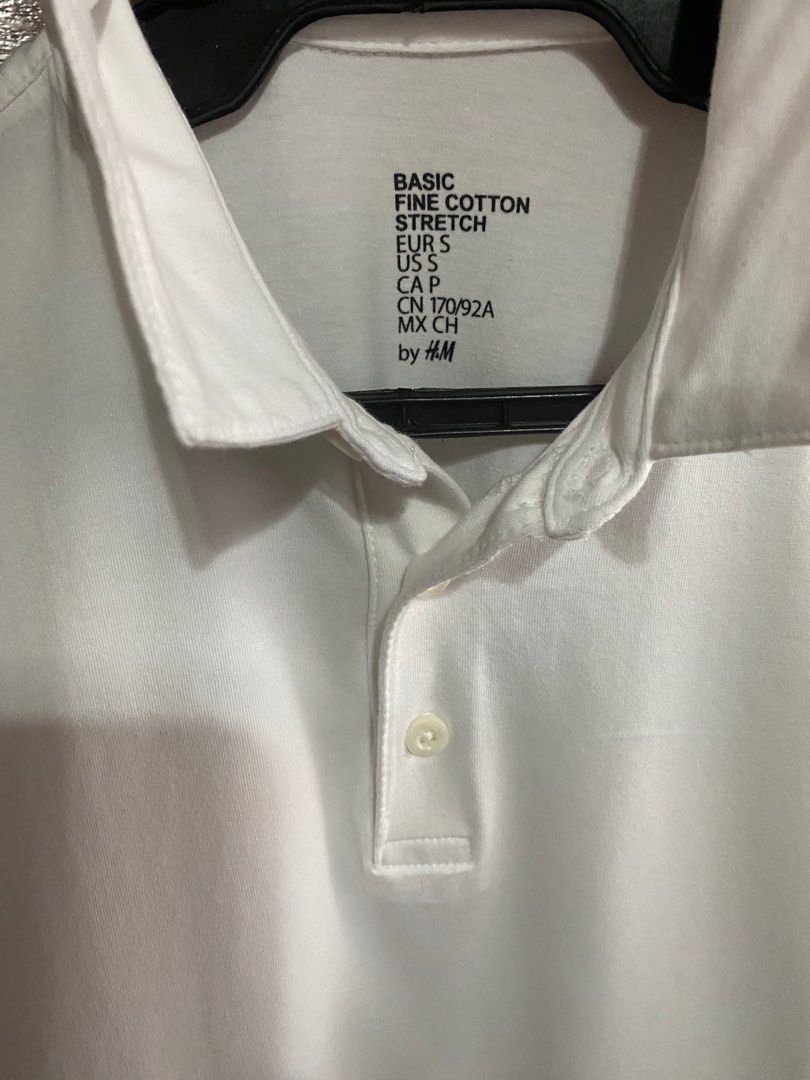 BASIC
FINE COTTON
STRETCH
EUR S
US S
CA P
CN 170/92A
MX CH
by H&M